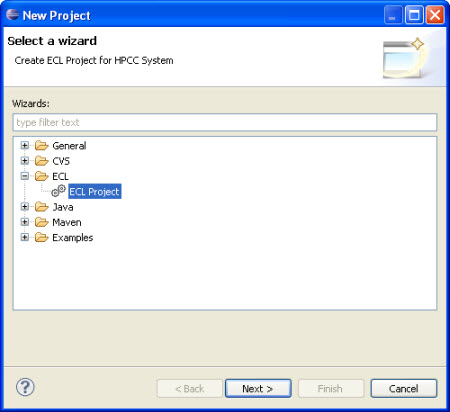 New Project
Select a wizard
Create ECL Project for HPCC System
Wizards:
type filter text
General
CVS
ECL
ECL Project
Java
Maven
Examples
?
< Back
Next >
Finish
Cancel